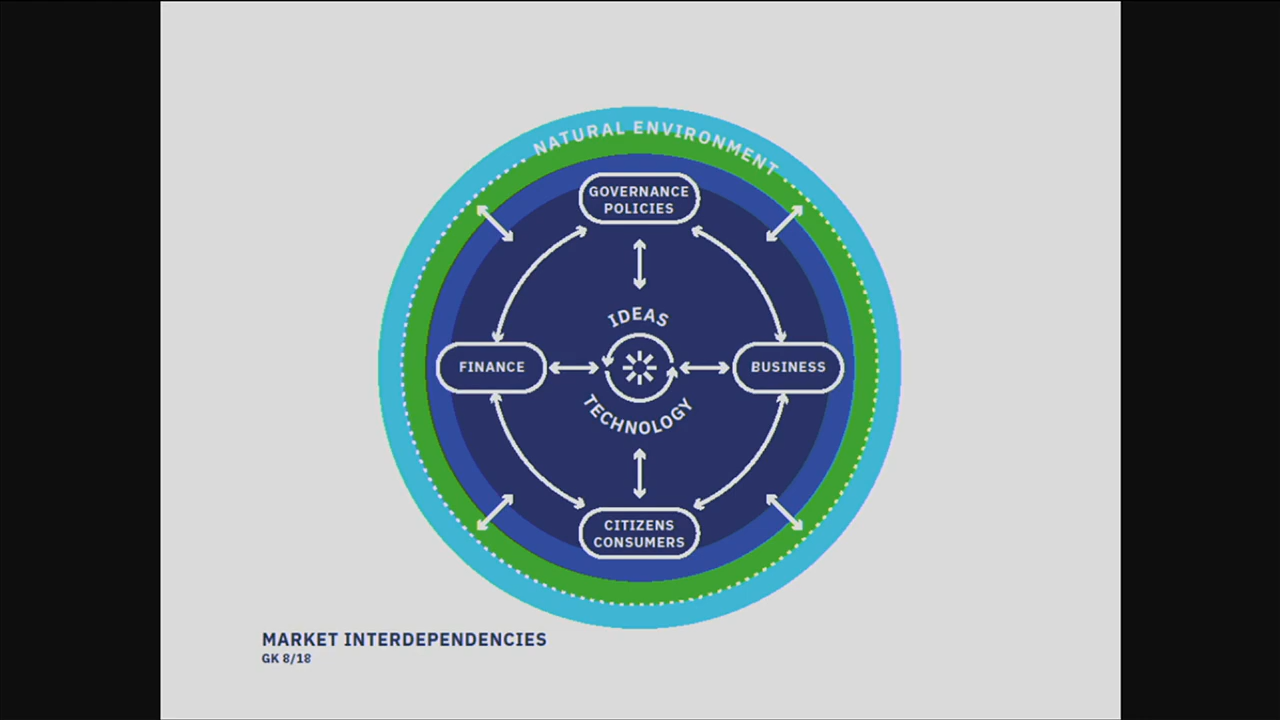 NATURAL ENVIRONMENT
GOVERNANCE
POLICIES
IDEAS
FINANCE
BUSINESS
TECHNOLOGY
CITIZENS
CONSUMERS
MARKET INTERDEPENDENCIES
GK 8/18